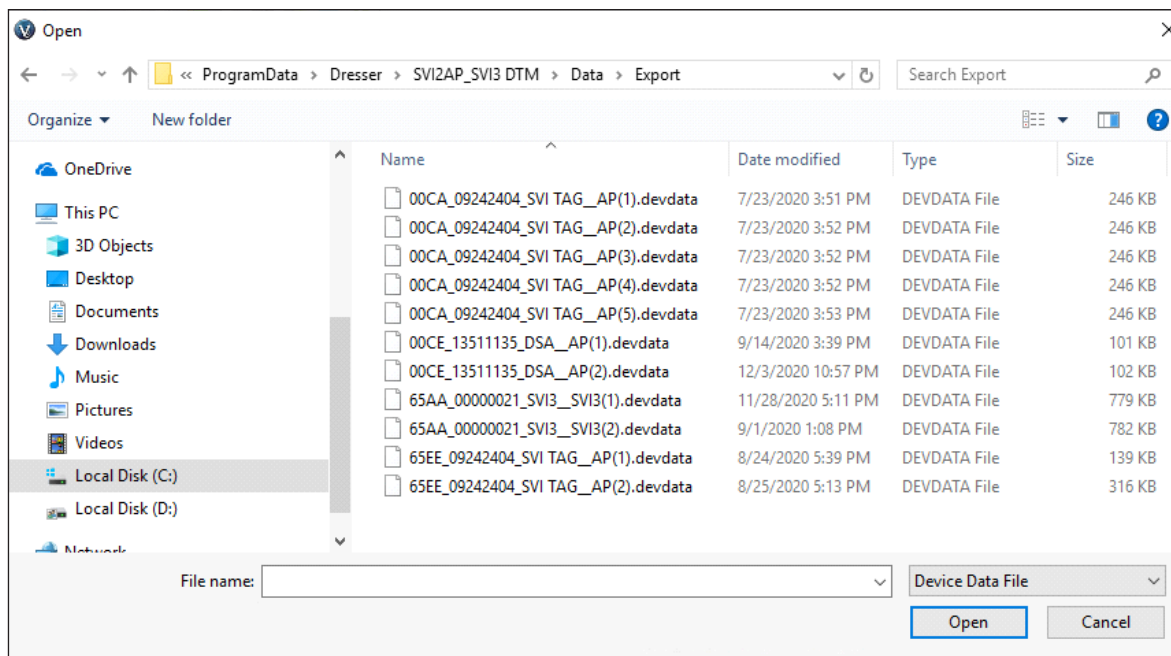 Open
« ProgramData > Dresser > SVI2AP_SVI3 DTM > Data > Export
Search Export
Organize New folder
Name Date modified Type Size
OneDrive
This PC
3D Objects
Desktop
Documents
Downloads
Music
Pictures
Videos
Local Disk (C:)
Local Disk (D:)
Network
00CA_09242404_SVI TAG__AP(1).devdata 7/23/2020 3:51 PM DEVDATA File 246 KB
00CA_09242404_SVI TAG__AP(2).devdata 7/23/2020 3:52 PM DEVDATA File 246 KB
00CA_09242404_SVI TAG__AP(3).devdata 7/23/2020 3:52 PM DEVDATA File 246 KB
00CA_09242404_SVI TAG__AP(4).devdata 7/23/2020 3:52 PM DEVDATA File 246 KB
00CA_09242404_SVI TAG__AP(5).devdata 7/23/2020 3:53 PM DEVDATA File 246 KB
00CE_13511135_DSA__AP(1).devdata 9/14/2020 3:39 PM DEVDATA File 101 KB
00CE_13511135_DSA__AP(2).devdata 12/3/2020 10:57 PM DEVDATA File 102 KB
65AA_00000021_SVI3__SVI3(1).devdata 11/28/2020 5:11 PM DEVDATA File 779 KB
65AA_00000021_SVI3__SVI3(2).devdata 9/1/2020 1:08 PM DEVDATA File 782 KB
65EE_09242404_SVI TAG__AP(1).devdata 8/24/2020 5:39 PM DEVDATA File 139 KB
65EE_09242404_SVI TAG__AP(2).devdata 8/25/2020 5:13 PM DEVDATA File 316 KB
File name: Device Data File
Open Cancel